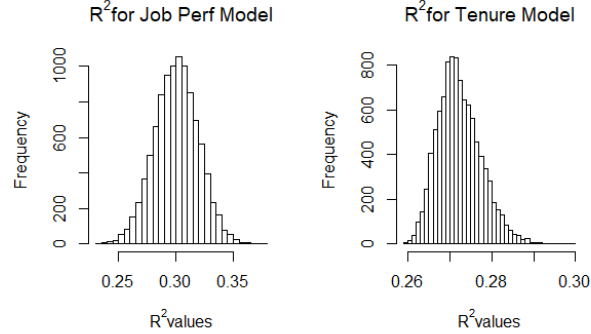 R²for Job Perf Model
Frequency
0 200 600 1000
0.25 0.30 0.35
R²values
R²for Tenure Model
Frequency
0 200 400 600 800
0.26 0.28 0.30
R²values